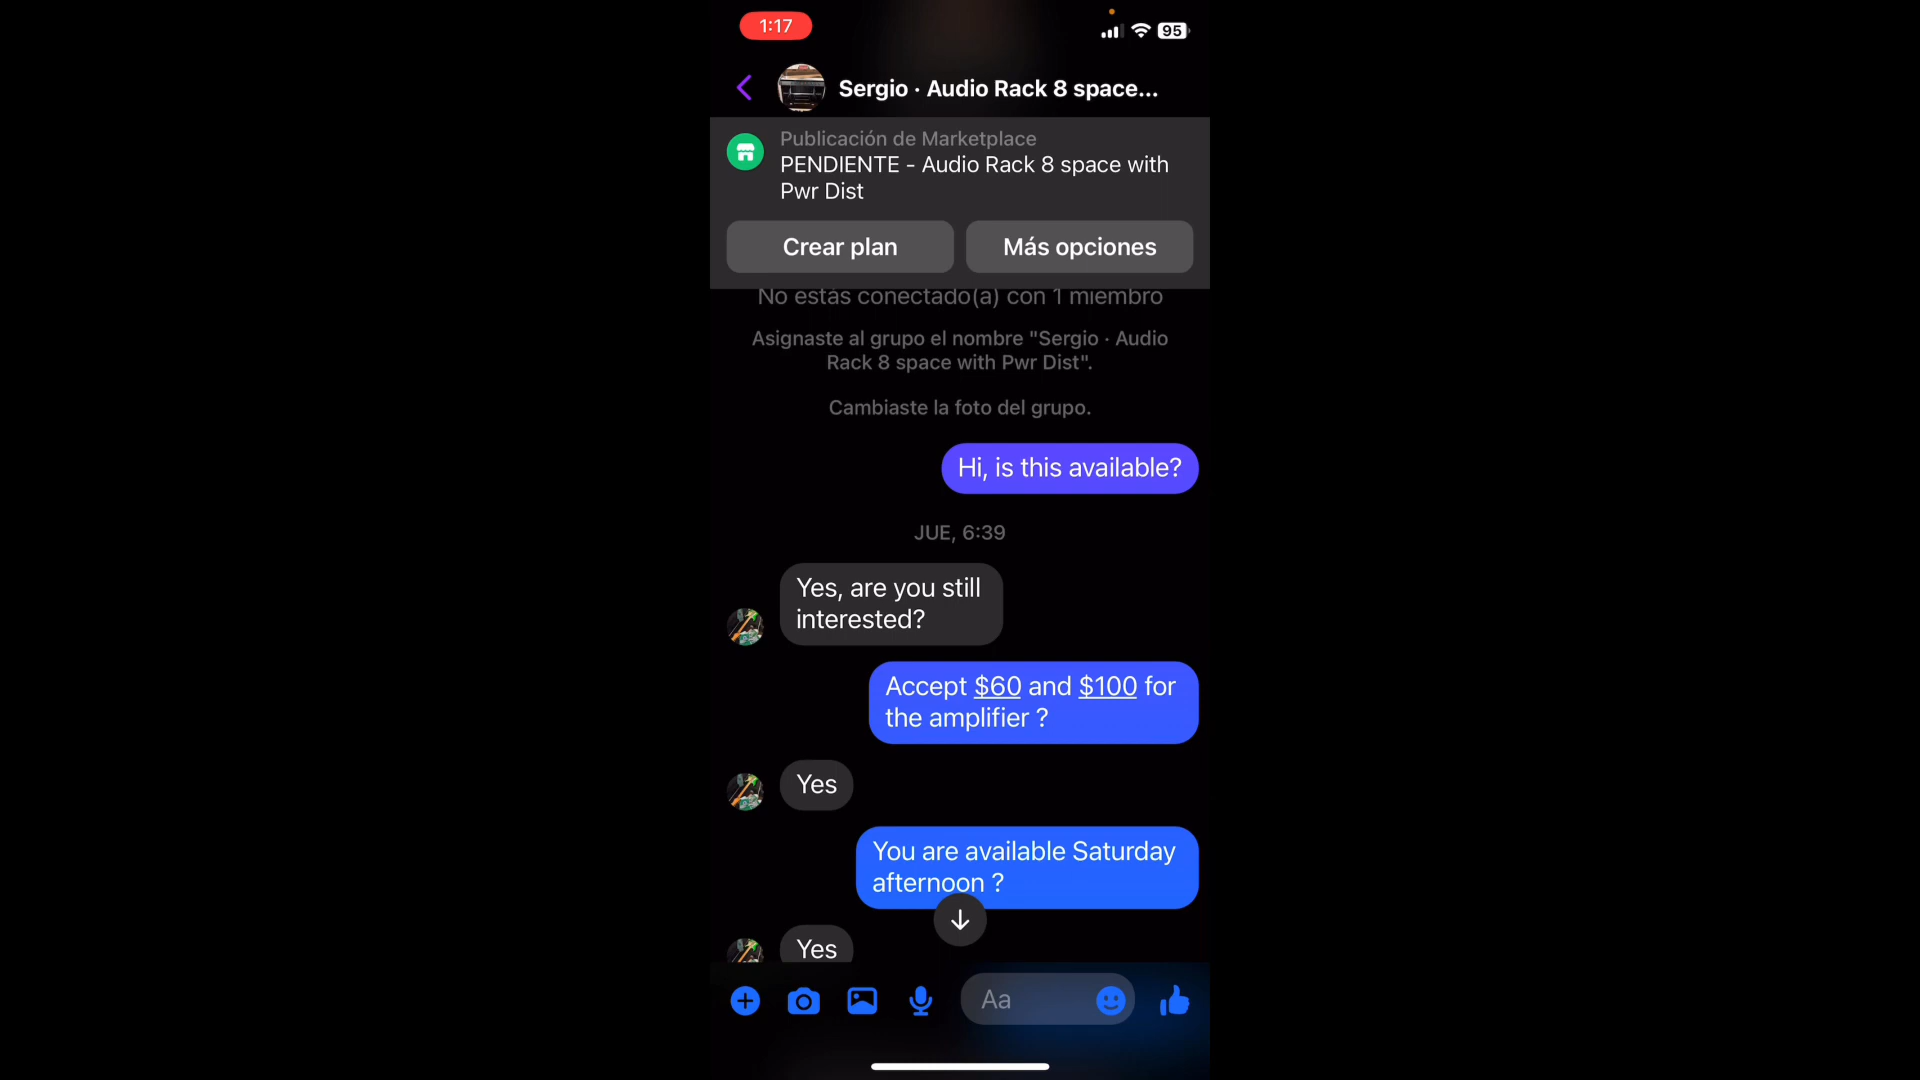 1:17
95
Sergio · Audio Rack 8 space...
Publicación de Marketplace
PENDIENTE - Audio Rack 8 space with
Pwr Dist
Crear plan
Más opciones
No estás conectado(a) con 1 miembro
Asignaste al grupo el nombre "Sergio · Audio
Rack 8 space with Pwr Dist".
Cambiaste la foto del grupo.
Hi, is this available?
JUE, 6:39
Yes, are you still
interested?
Accept $60 and $100 for
the amplifier ?
Yes
You are available Saturday
afternoon ?
Yes
Aa